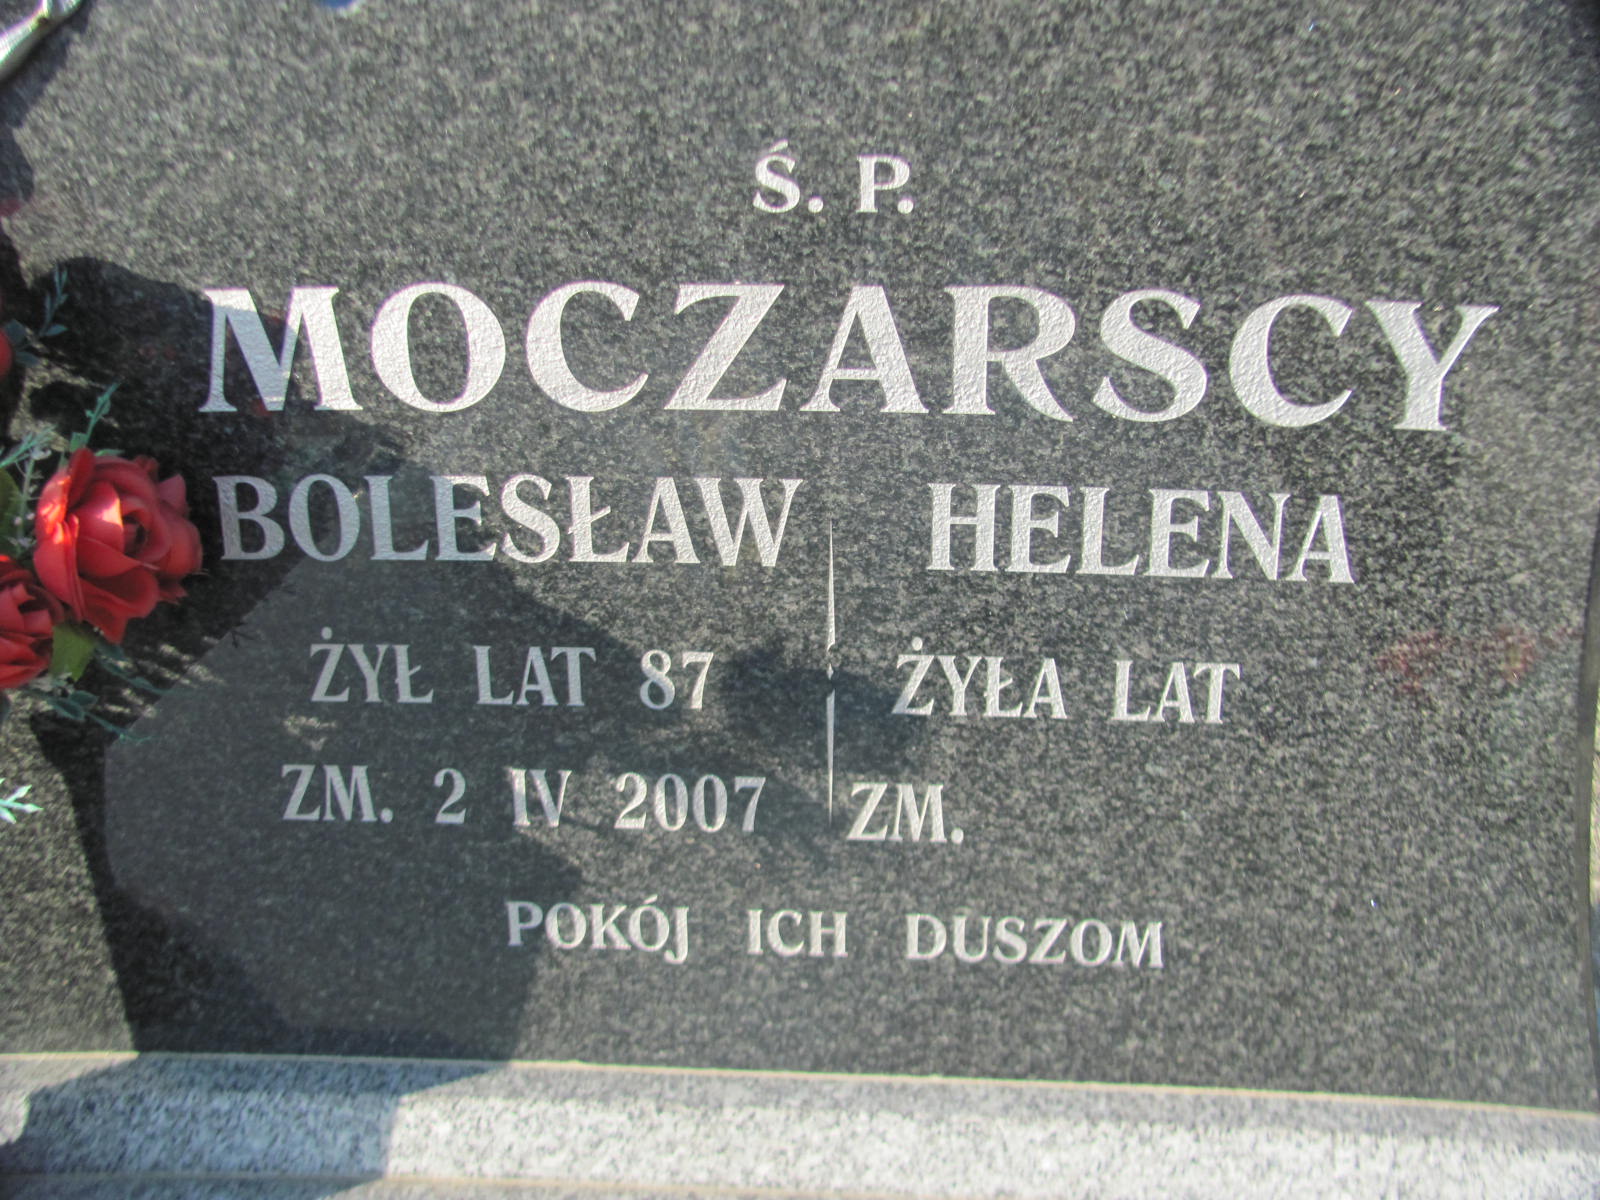 Ś. P.
MOCZARSCY
BOLESŁAW HELENA
ŻYŁ LAT 87 ŻYŁA LAT
ZM. 2 IV 2007 ZM.
POKÓJ ICH DUSZOM